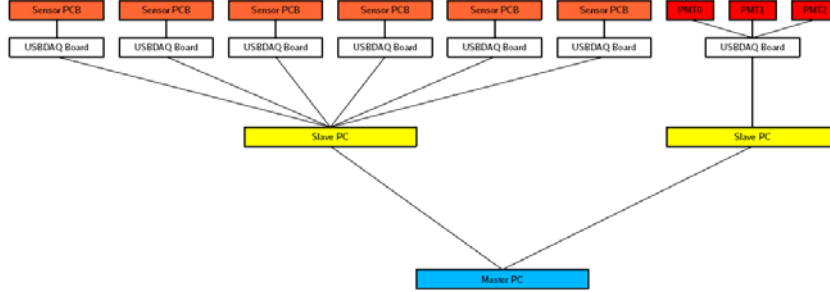 Sensor PCB Sensor PCB Sensor PCB Sensor PCB Sensor PCB Sensor PCB PMT0 PMT1 PMT2
USBDAQ Board USBDAQ Board USBDAQ Board USBDAQ Board USBDAQ Board USBDAQ Board USBDAQ Board
Slave PC Slave PC
Master PC